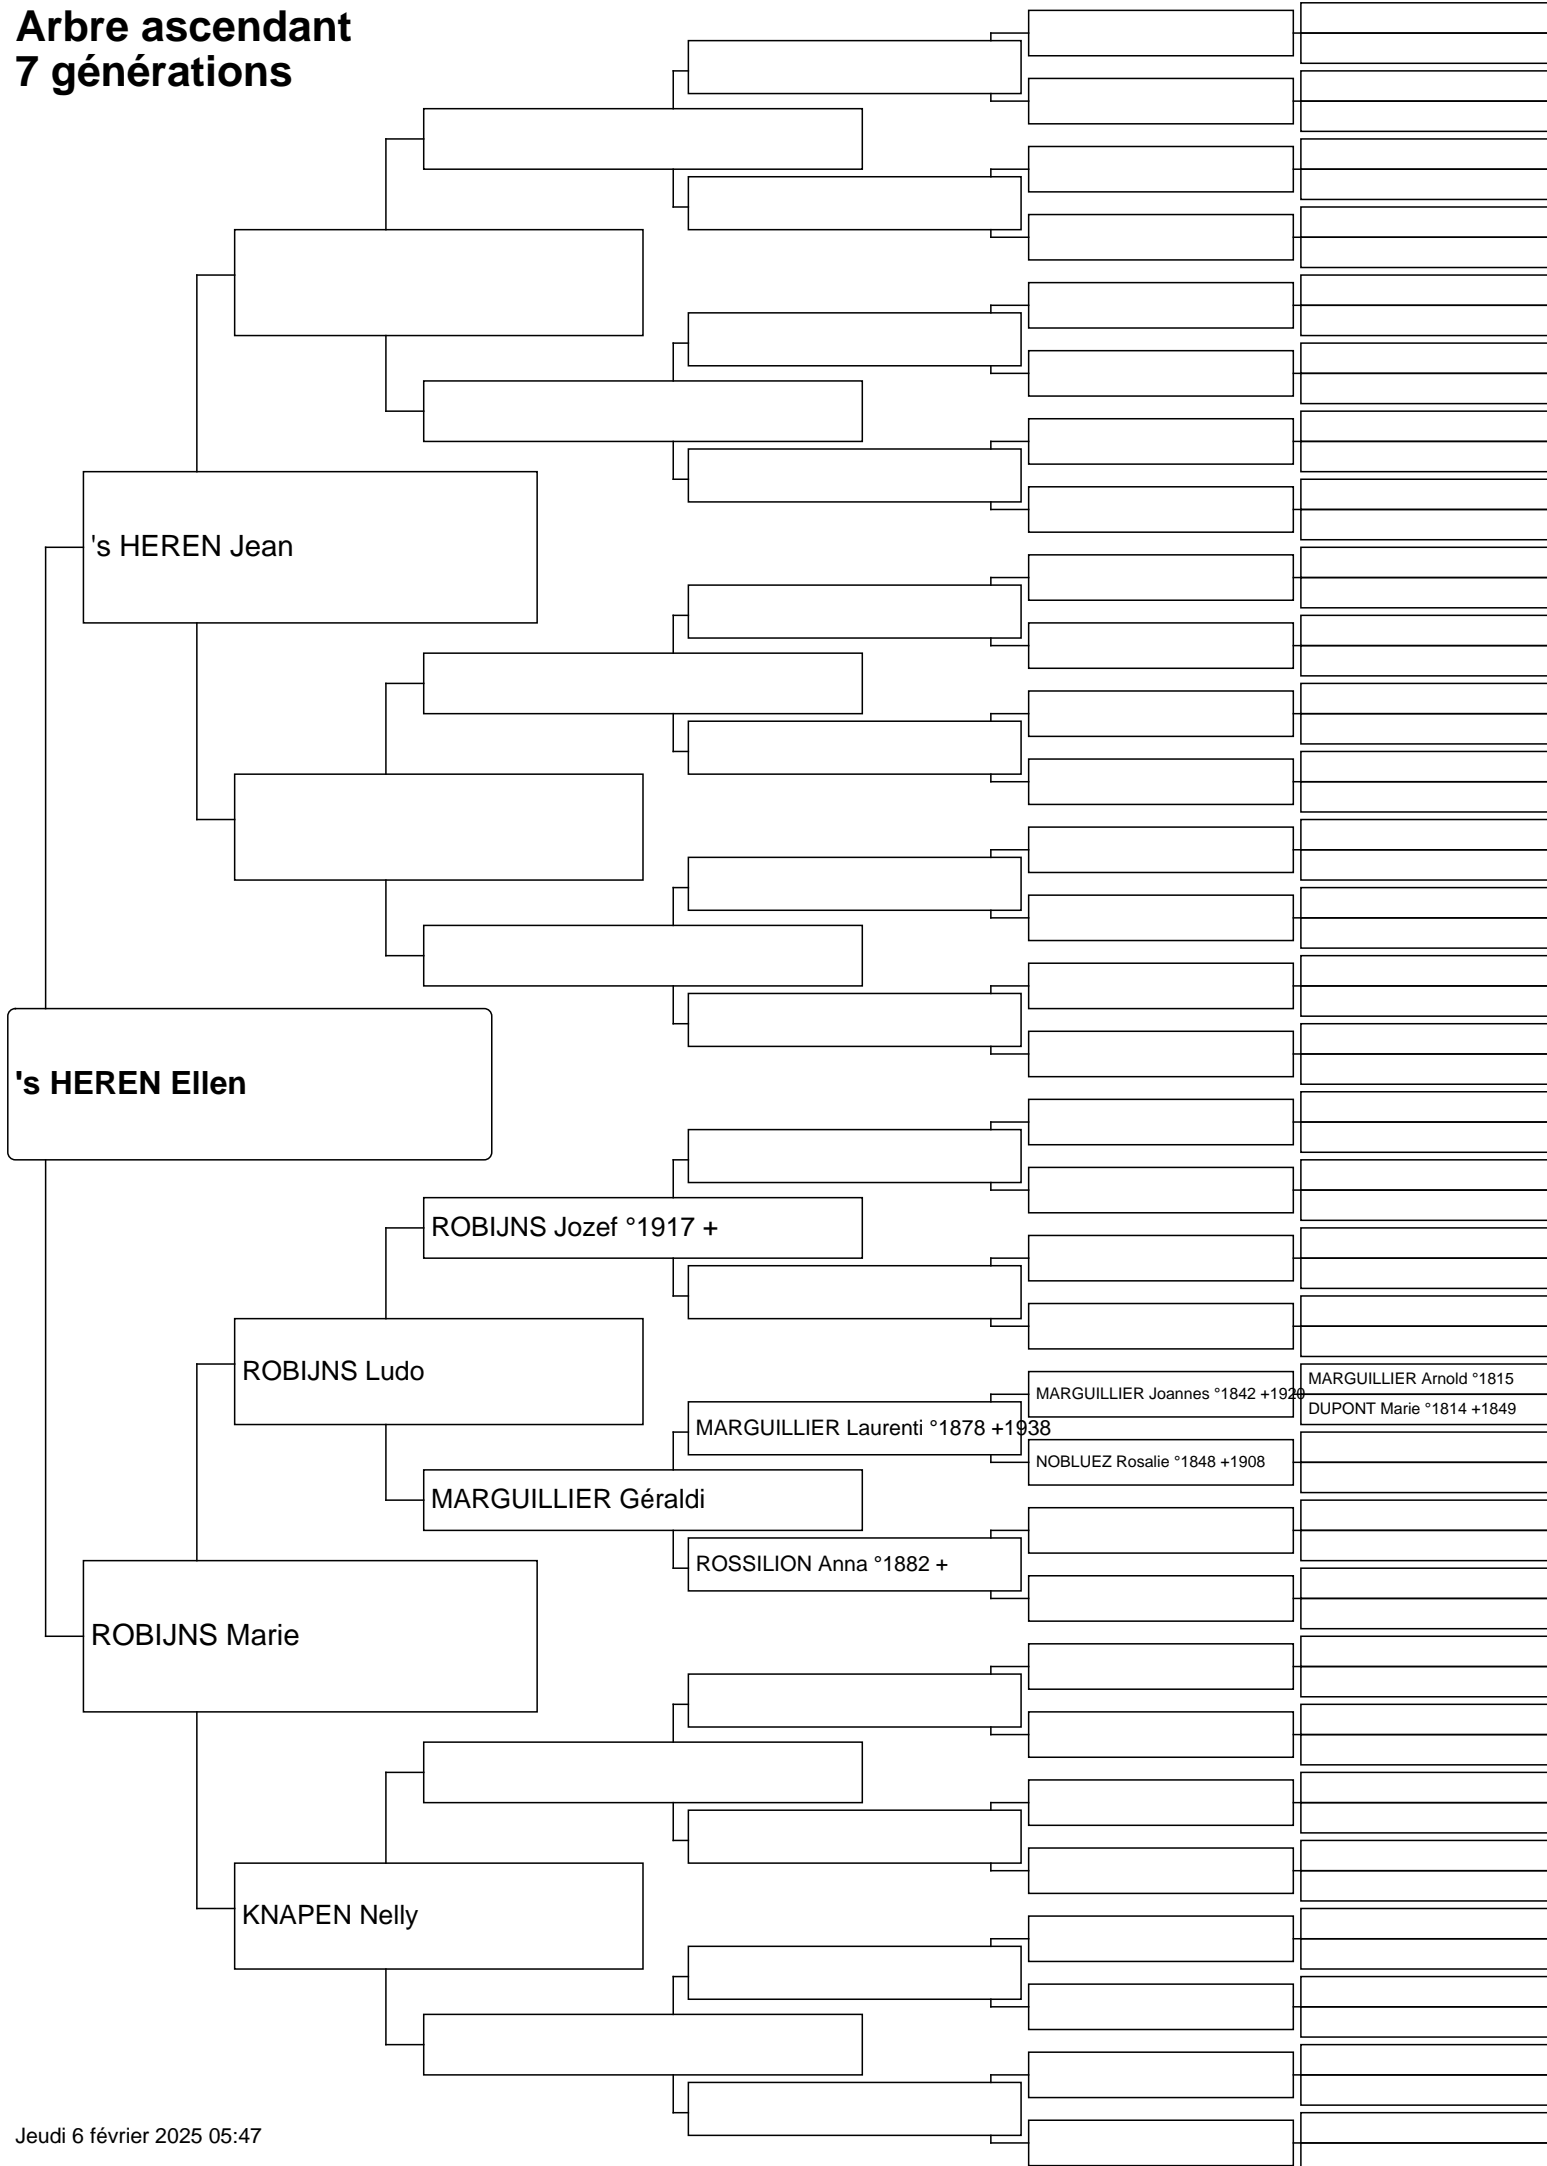 Arbre ascendant
7 générations
's HEREN Jean
's HEREN Ellen
ROBIJNS Jozef °1917 +
ROBIJNS Ludo
MARGUILLIER Arnold °1815
MARGUILLIER Joannes °1842 +1920
DUPONT Marie °1814 +1849
MARGUILLIER Laurenti °1878 +1938
NOBLUEZ Rosalie °1848 +1908
MARGUILLIER Géraldi
ROSSILION Anna °1882 +
ROBIJNS Marie
KNAPEN Nelly
Jeudi 6 février 2025 05:47